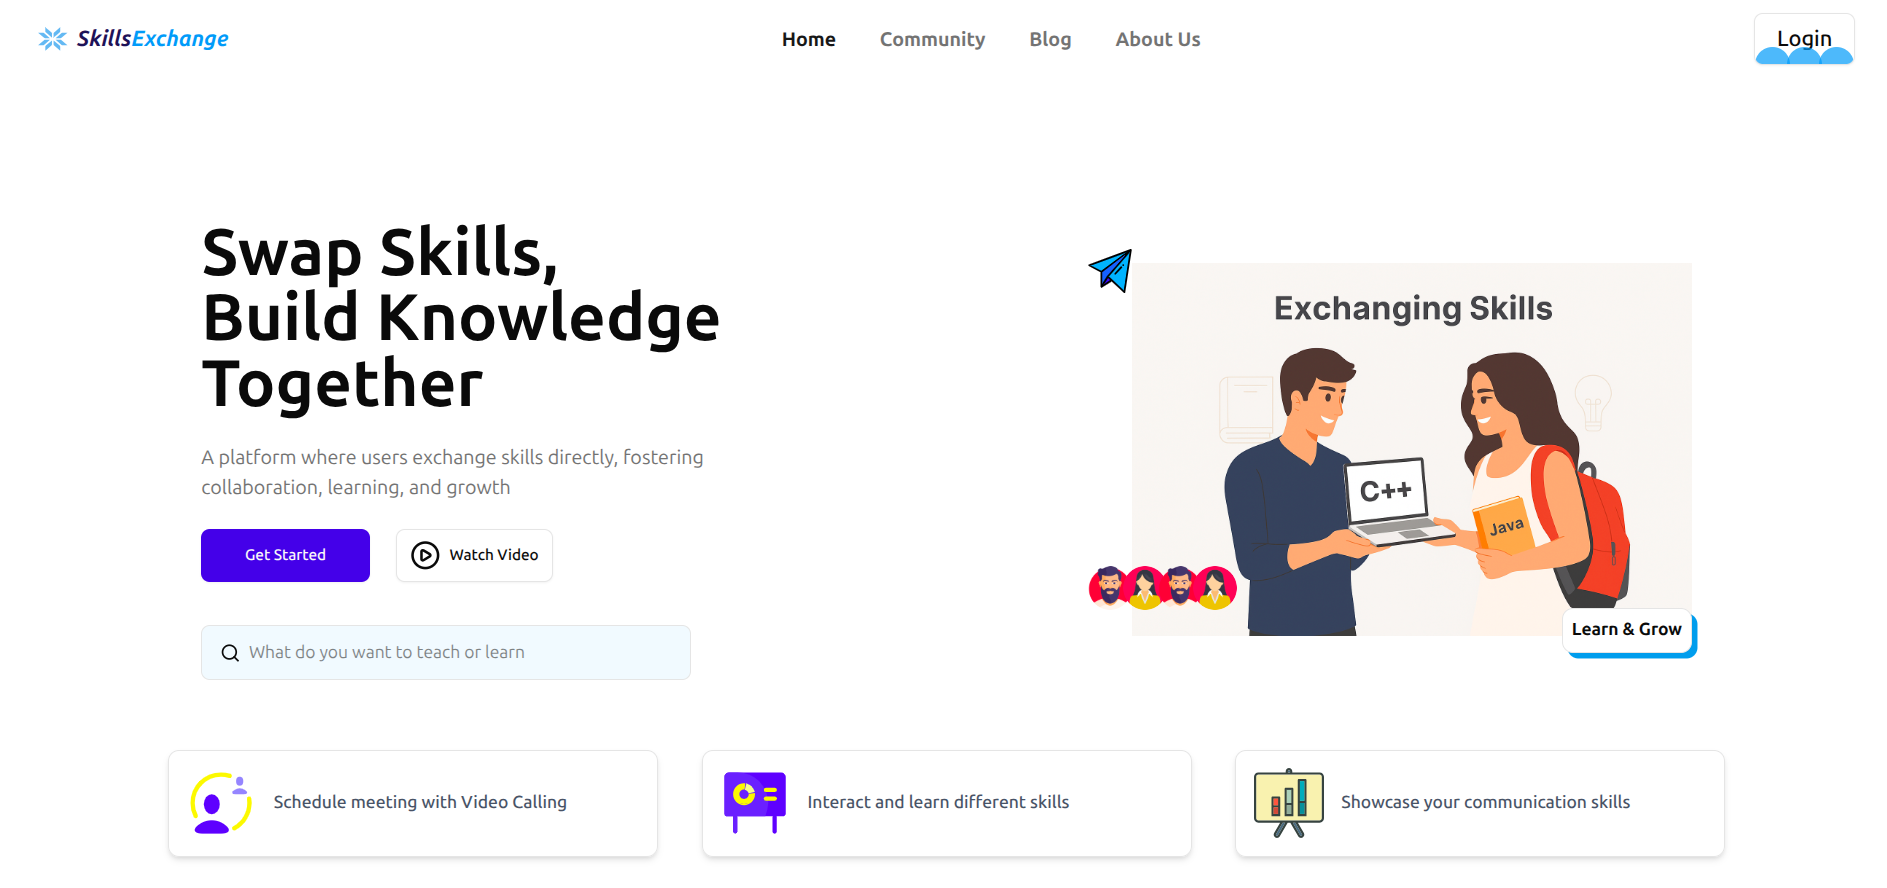 SkillsExchange
Home
Community
Blog
About Us
Login
Swap Skills,
Build Knowledge
Together
A platform where users exchange skills directly, fostering
collaboration, learning, and growth
Get Started
Watch Video
What do you want to teach or learn
Exchanging Skills
C++
Java
Learn & Grow
Schedule meeting with Video Calling
Interact and learn different skills
Showcase your communication skills